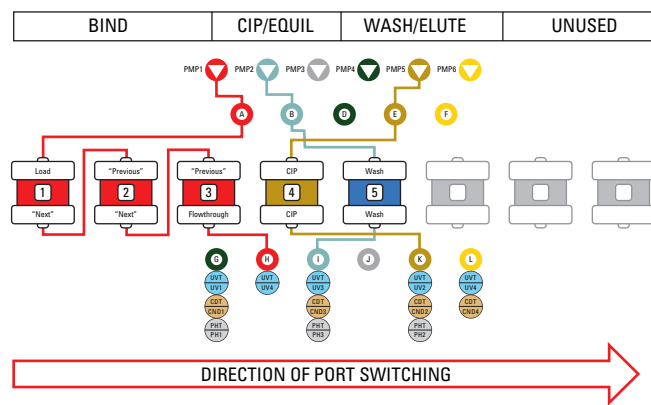 BIND CIP/EQUIL WASH/ELUTE UNUSED
PMP1 PMP2 PMP3 PMP4 PMP5 PMP6
A B D E F
Load "Previous" "Previous" CIP Wash
1 2 3 4 5
"Next" "Next" Flowthrough CIP Wash
G H I J K L
UVT UVT UVT UVT UVT
UV1 UV4 UV3 UV2 UV4
CDT CDT CDT CDT
CND1 CND3 CND2 CND4
PHT PHT PHT
PH1 PH3 PH2
DIRECTION OF PORT SWITCHING